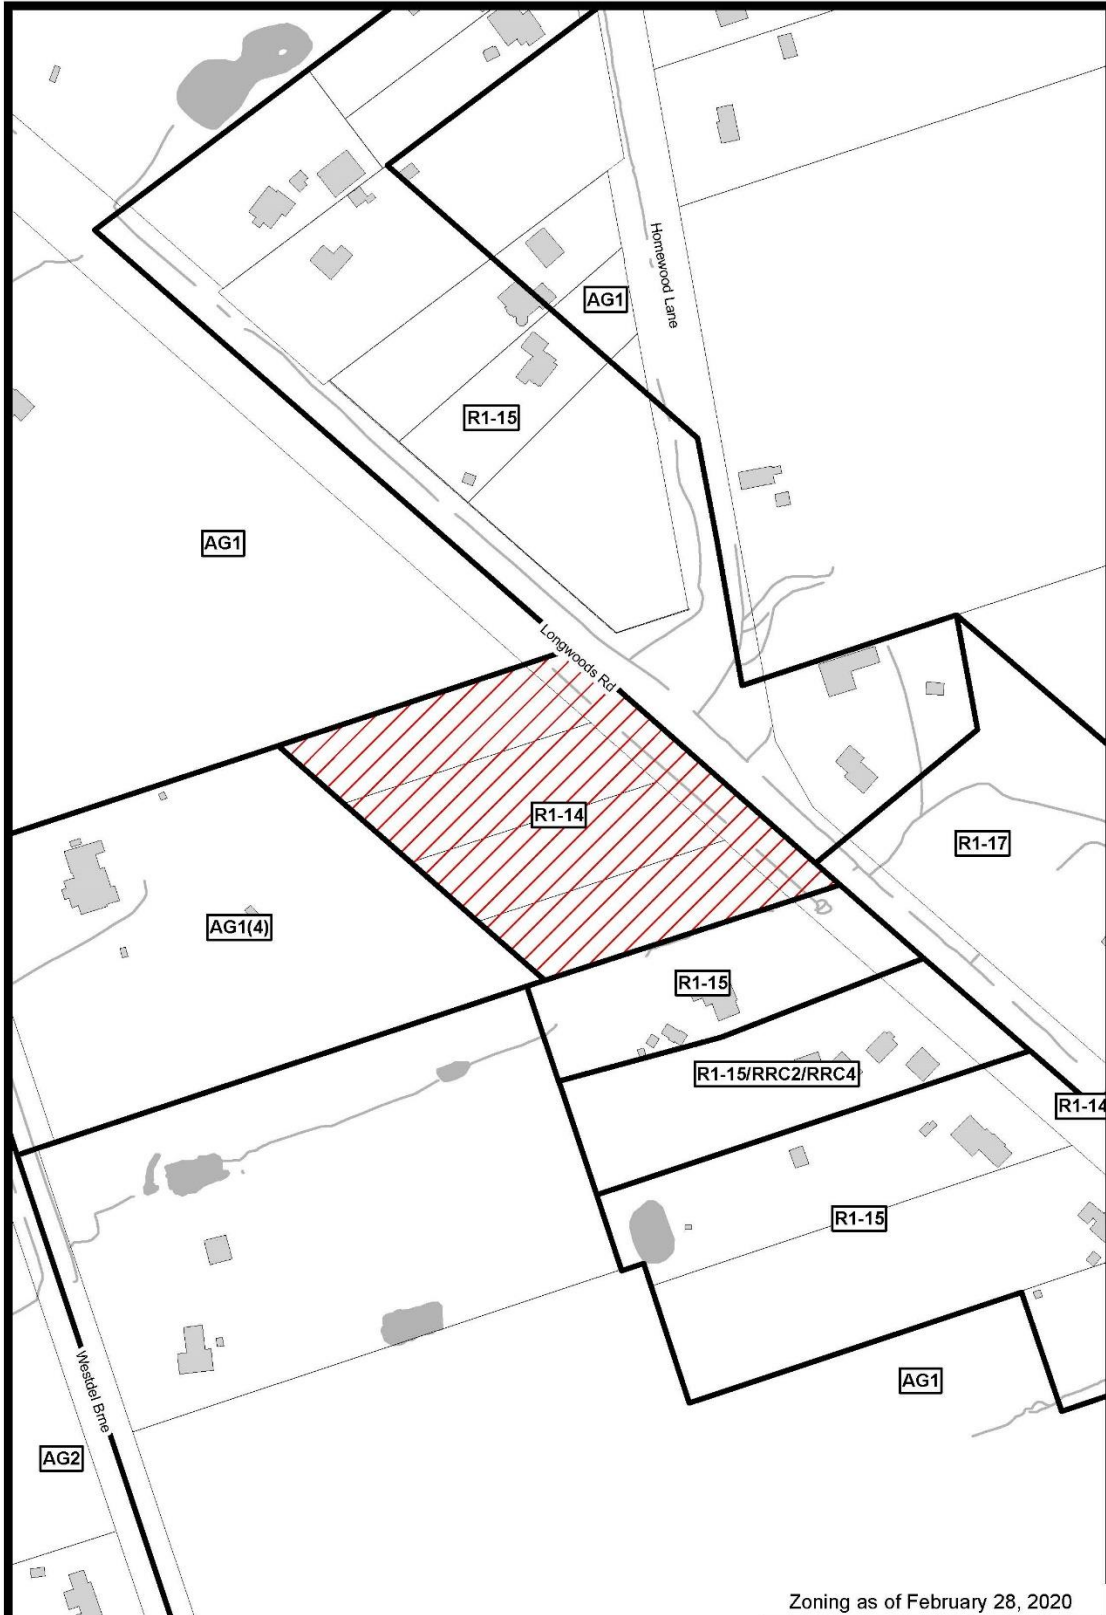 Homewood Lane
AG1
R1-15
AG1
Longwoods Rd
R1-14
R1-17
AG1(4)
R1-15
R1-15/RRC2/RRC4
R1-14
R1-15
Westdel Brne
AG1
AG2
Zoning as of February 28, 2020